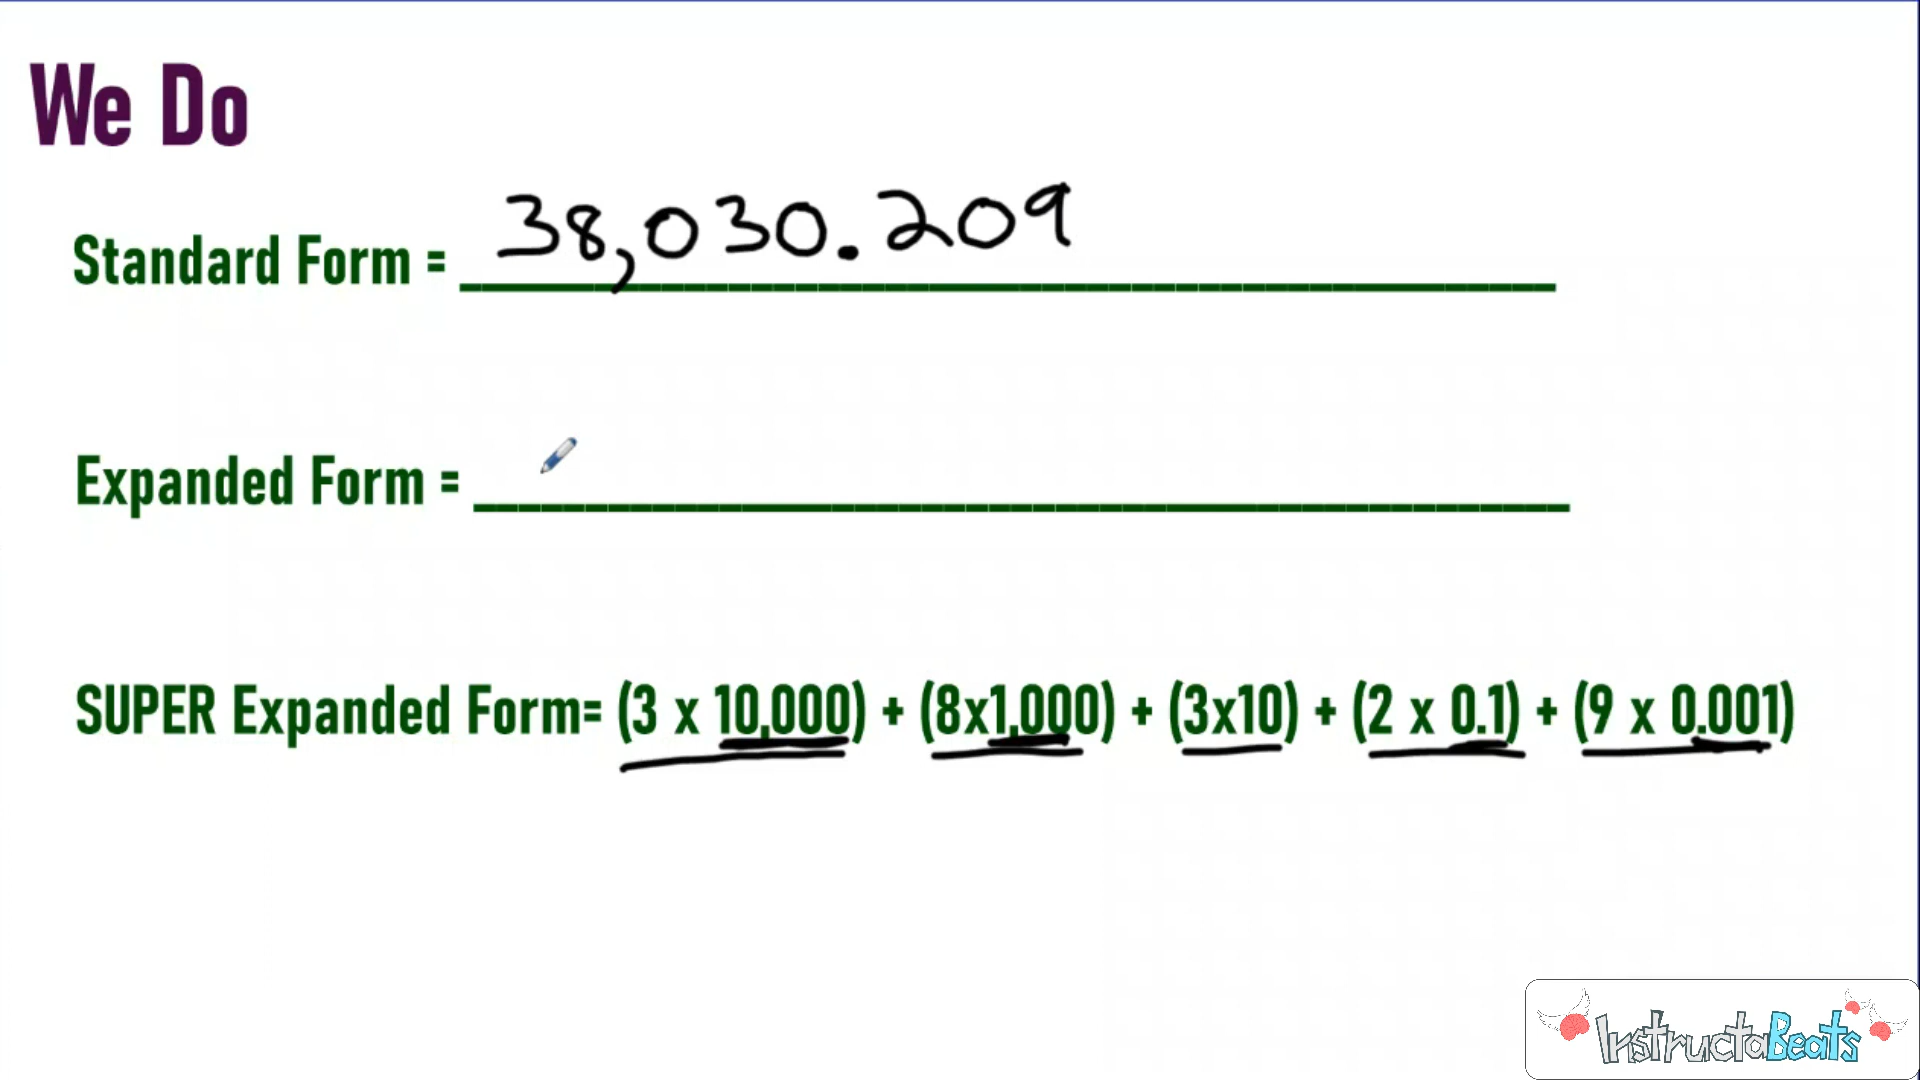 We Do
Standard Form = 38,030.209
Expanded Form = 
SUPER Expanded Form= (3 x 10,000) + (8x1,000) + (3x10) + (2 x 0.1) + (9 x 0.001)
InstructaBeats